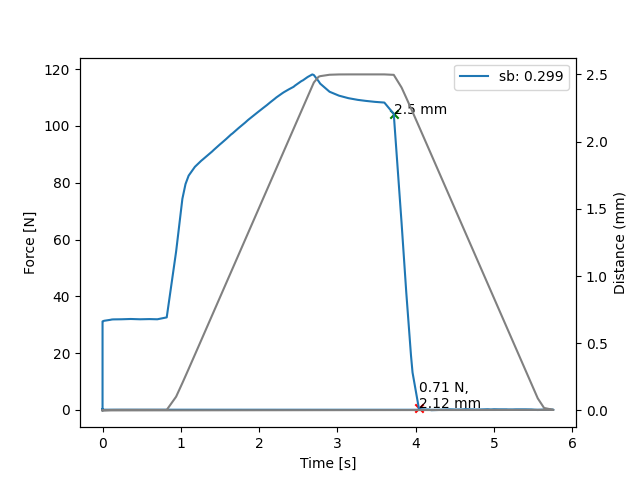 sb: 0.299
2.5 mm
0.71 N,
2.12 mm
Force [N]
0
20
40
60
80
100
120
Distance (mm)
0.0
0.5
1.0
1.5
2.0
2.5
0 1 2 3 4 5 6
Time [s]